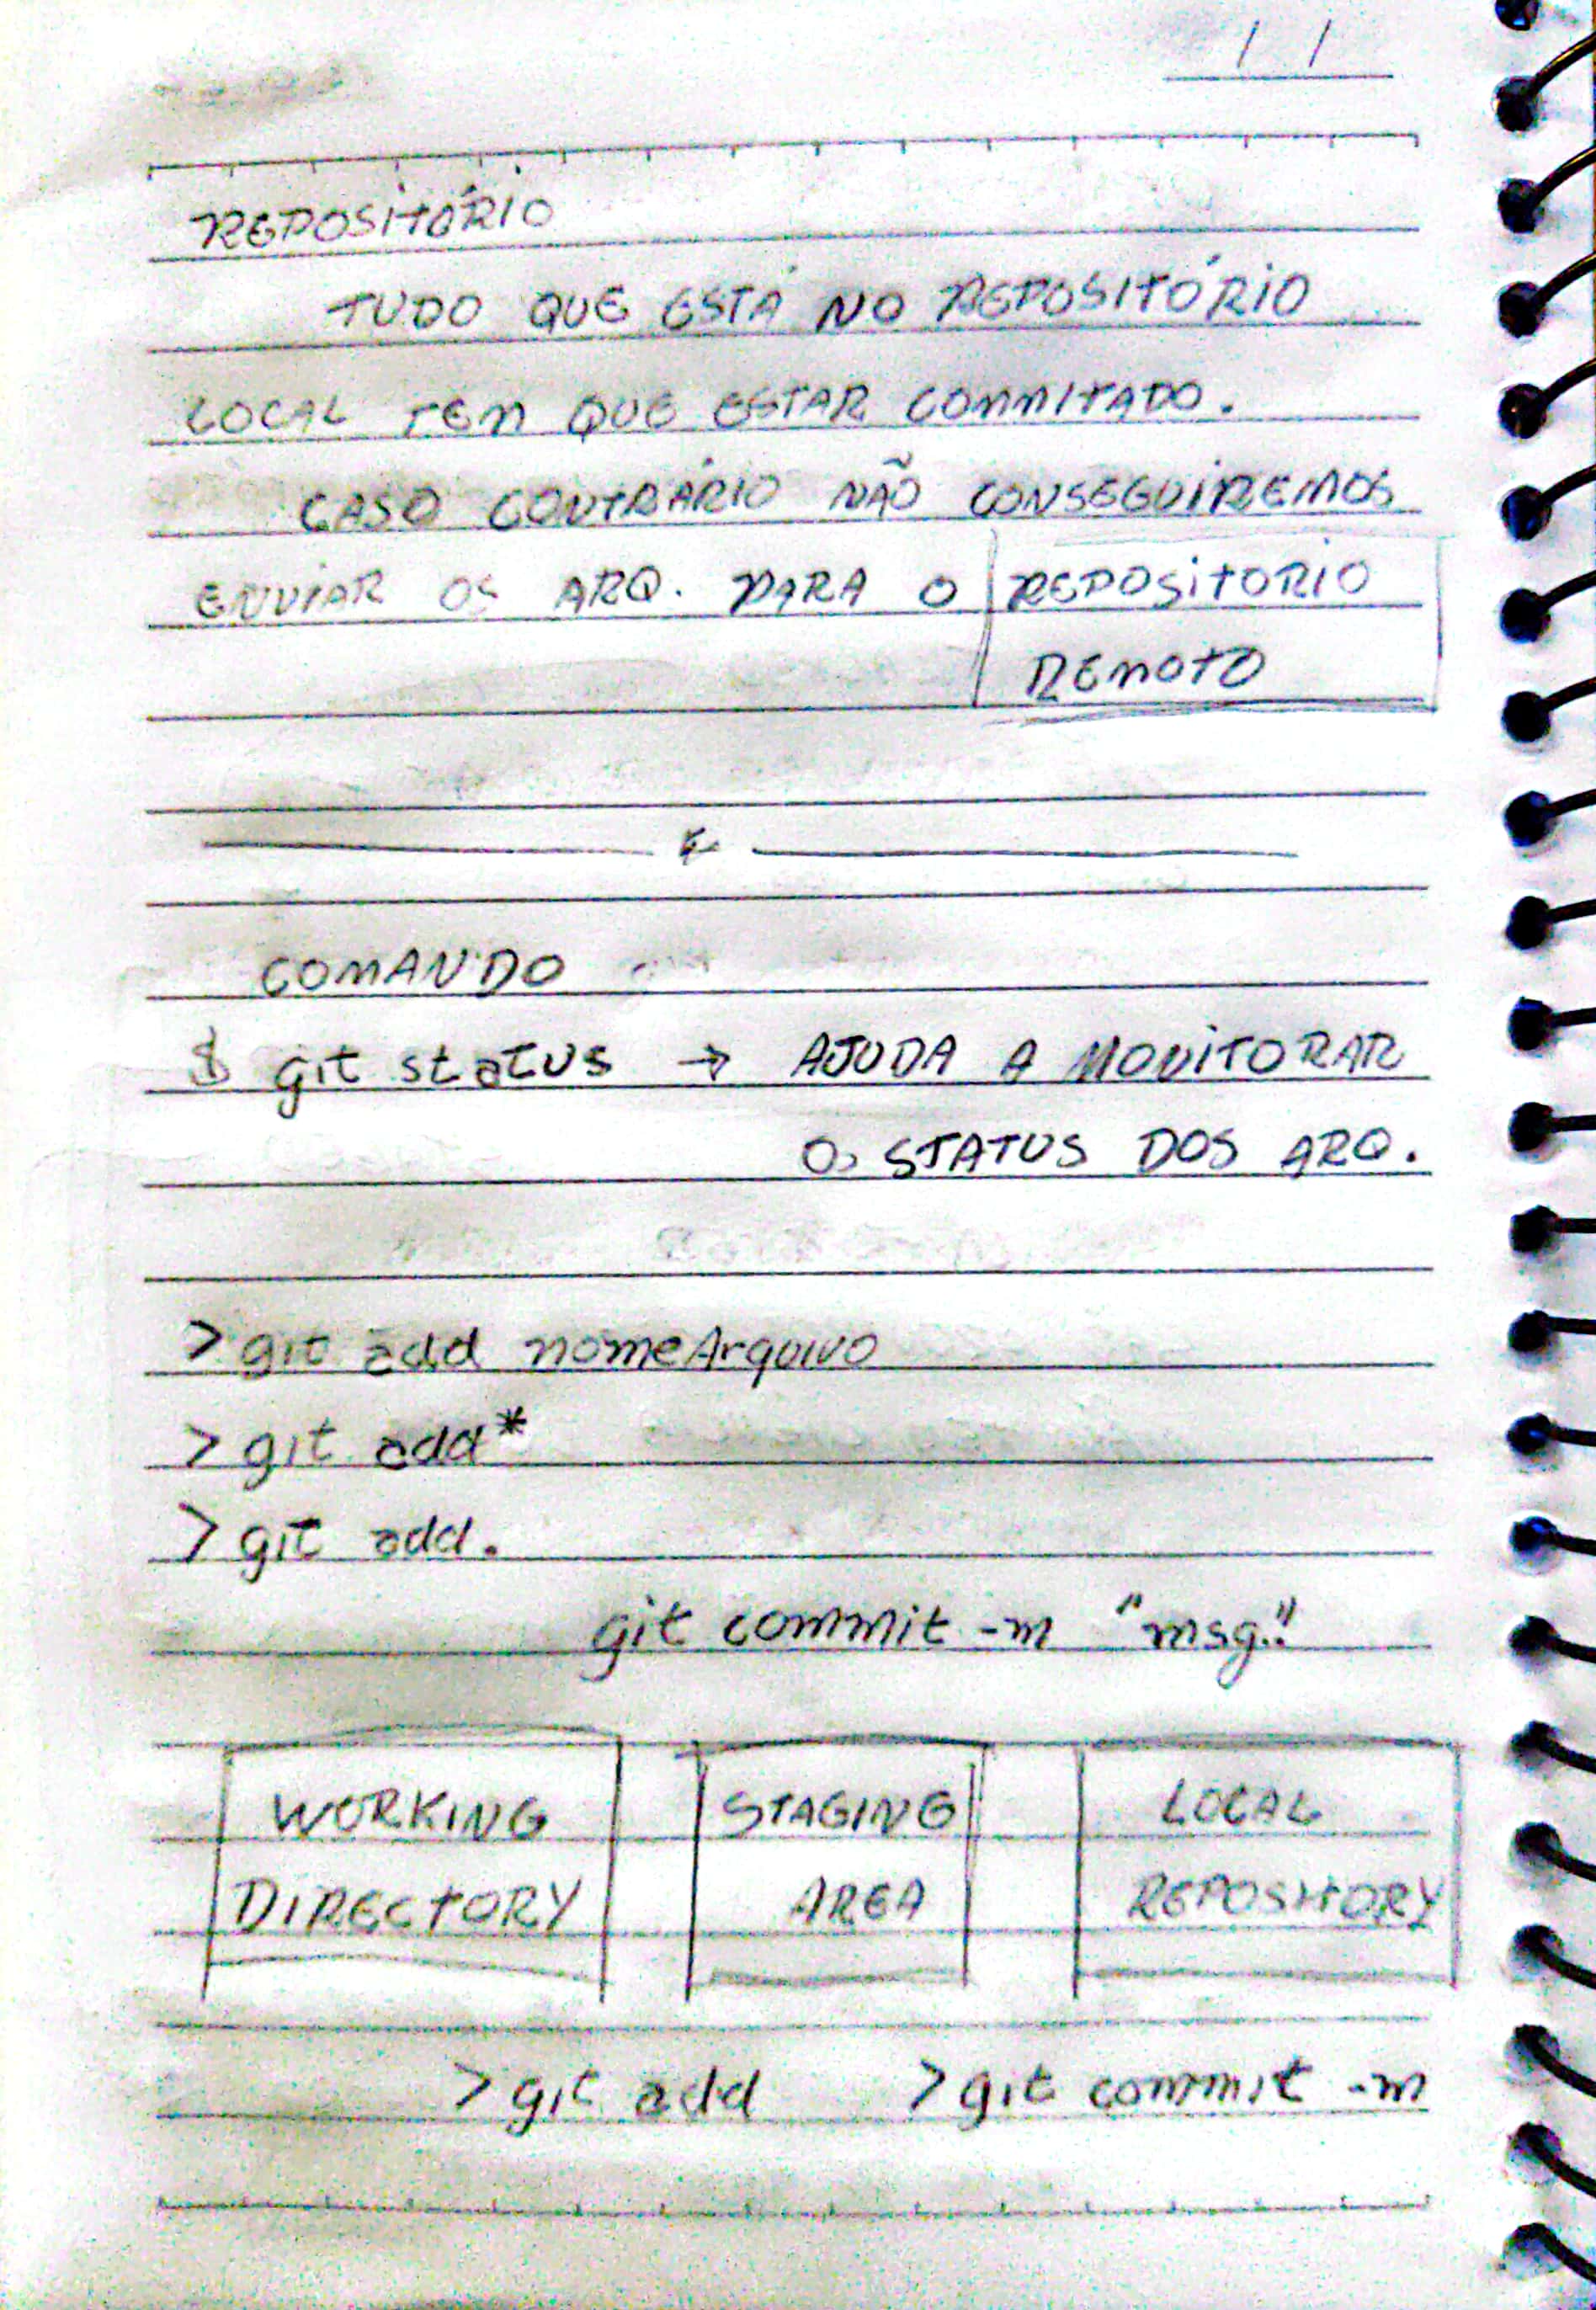 / /
REPOSITÓRIO
TUDO QUE ESTÁ NO REPOSITÓRIO
LOCAL TEM QUE ESTAR COMMITADO.
CASO CONTRÁRIO NÃO CONSEGUIREMOS
ENVIAR OS ARQ. PARA O REPOSITORIO
REMOTO
COMANDO
$ git status → AJUDA A MONITORAR
OS STATUS DOS ARQ.
> git add nomeArquivo
> git add*
> git add.
git commit -m "msg."
WORKING STAGING LOCAL
DIRECTORY AREA REPOSITORY
> git add > git commit -m